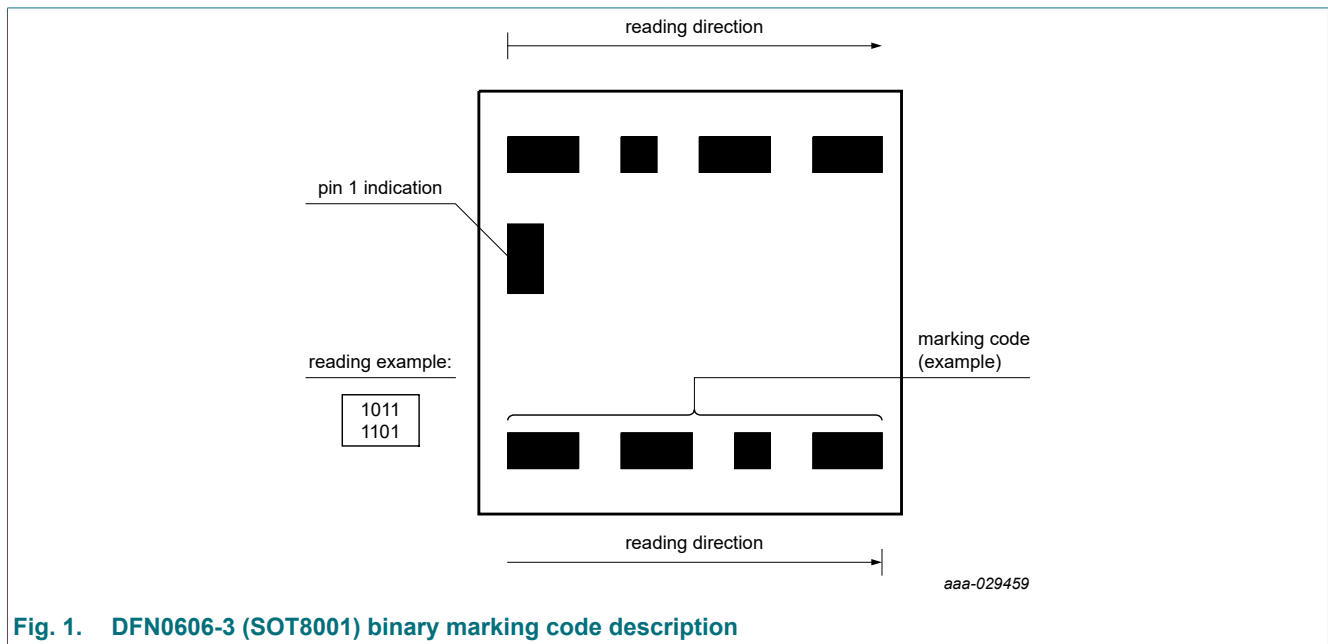 reading direction
pin 1 indication
marking code
(example)
reading example:
1011
1101
reading direction
aaa-029459
Fig. 1. DFN0606-3 (SOT8001) binary marking code description